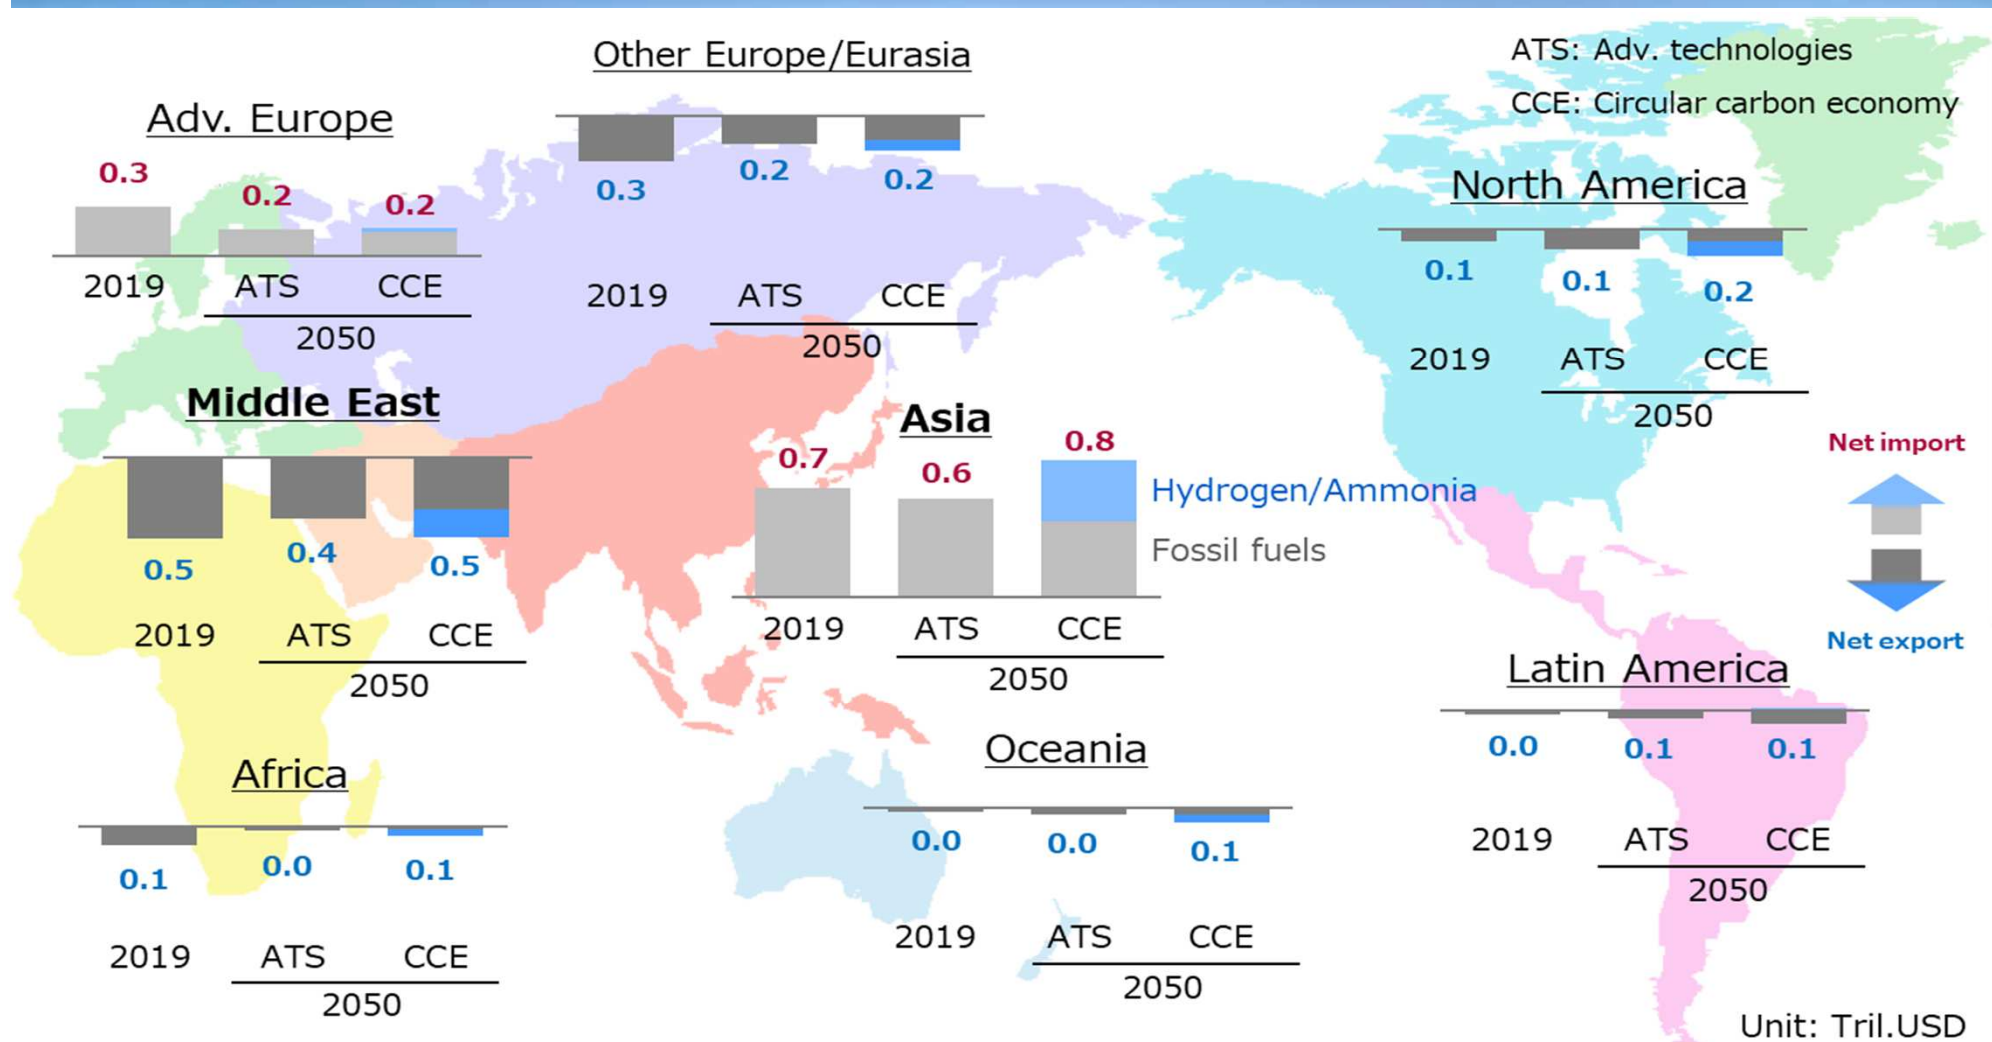 Other Europe/Eurasia
0.3 0.2 0.2
2019 ATS CCE
2050
ATS: Adv. technologies
CCE: Circular carbon economy
Adv. Europe
0.3 0.2 0.2
2019 ATS CCE
2050
North America
0.1 0.1 0.2
2019 ATS CCE
2050
Middle East
0.5 0.4 0.5
2019 ATS CCE
2050
Asia
0.7 0.6 0.8
Hydrogen/Ammonia
Fossil fuels
2019 ATS CCE
2050
Net import
Net export
Latin America
0.0 0.1 0.1
2019 ATS CCE
2050
Africa
0.1 0.0 0.1
2019 ATS CCE
2050
Oceania
0.0 0.0 0.1
2019 ATS CCE
2050
Unit: Tril.USD